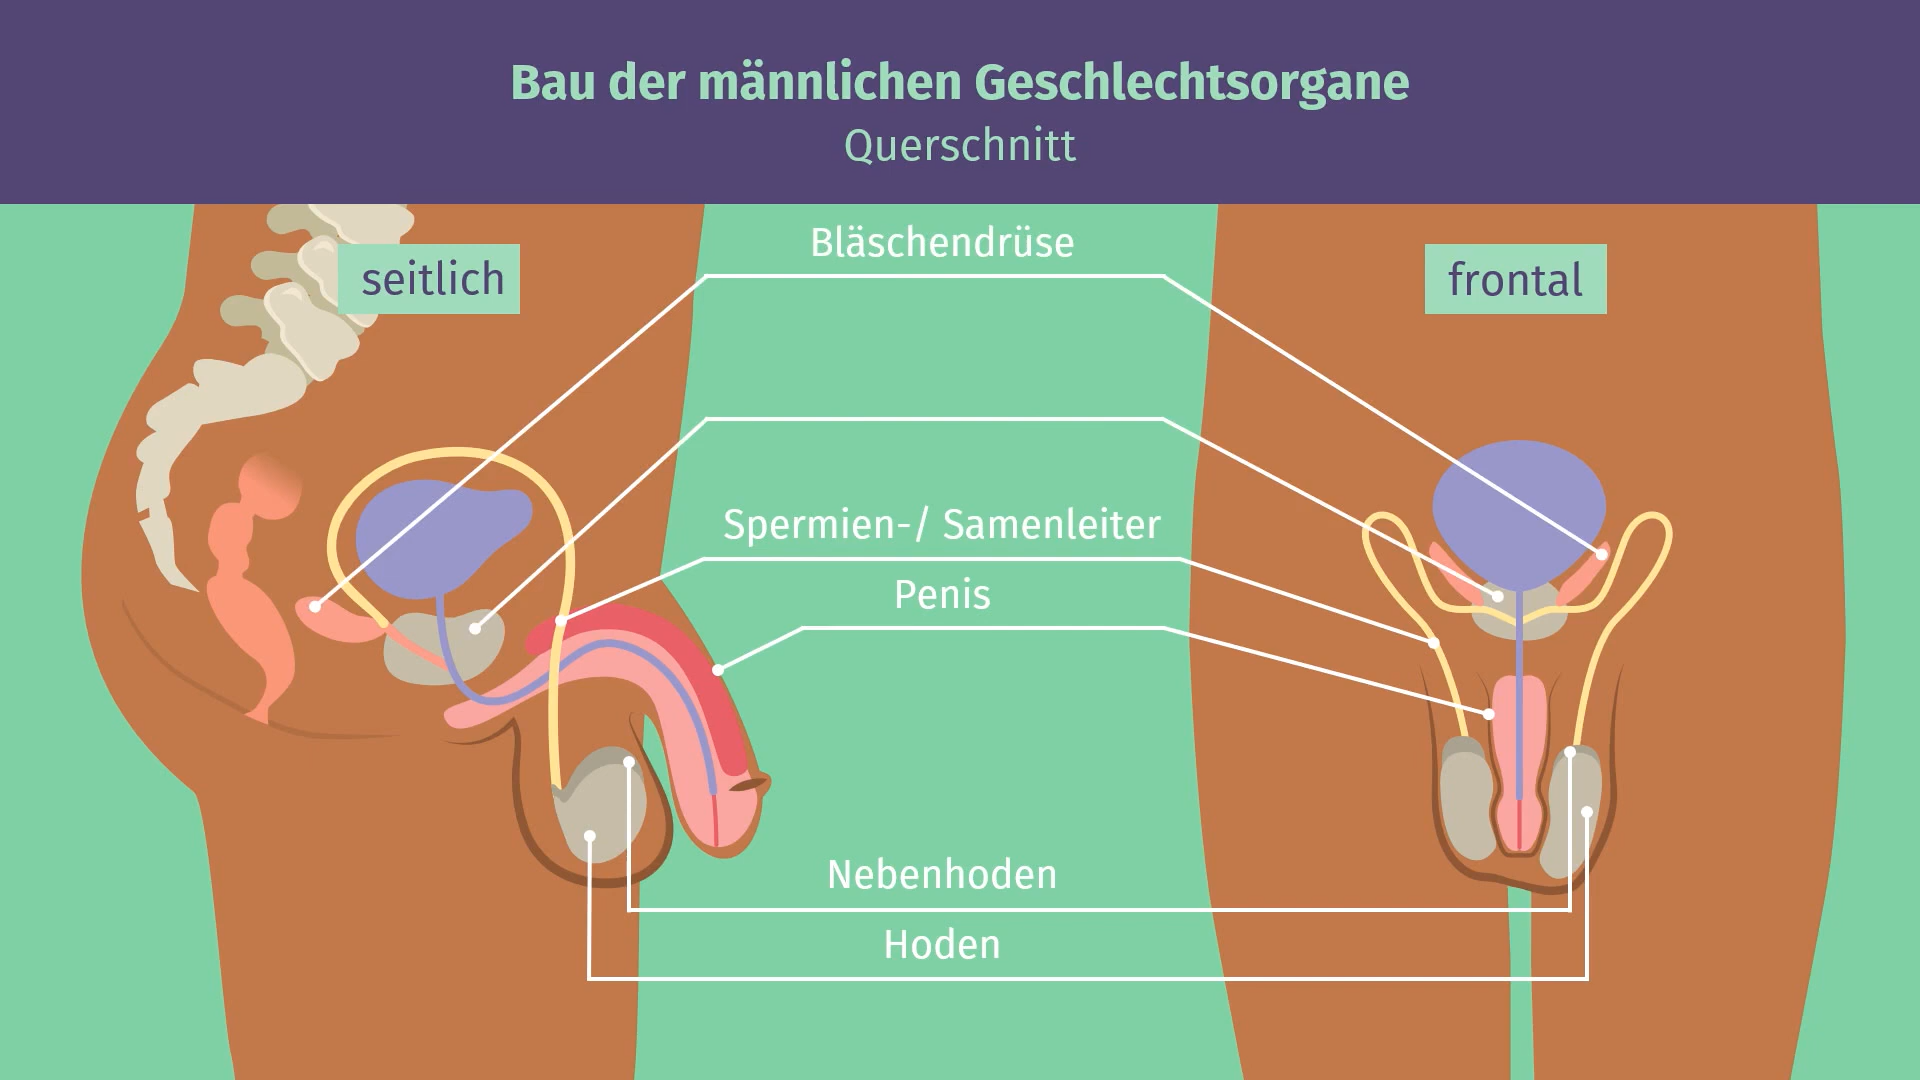 Bau der männlichen Geschlechtsorgane
Querschnitt
seitlich
Bläschendrüse
frontal
Spermien-/ Samenleiter
Penis
Nebenhoden
Hoden